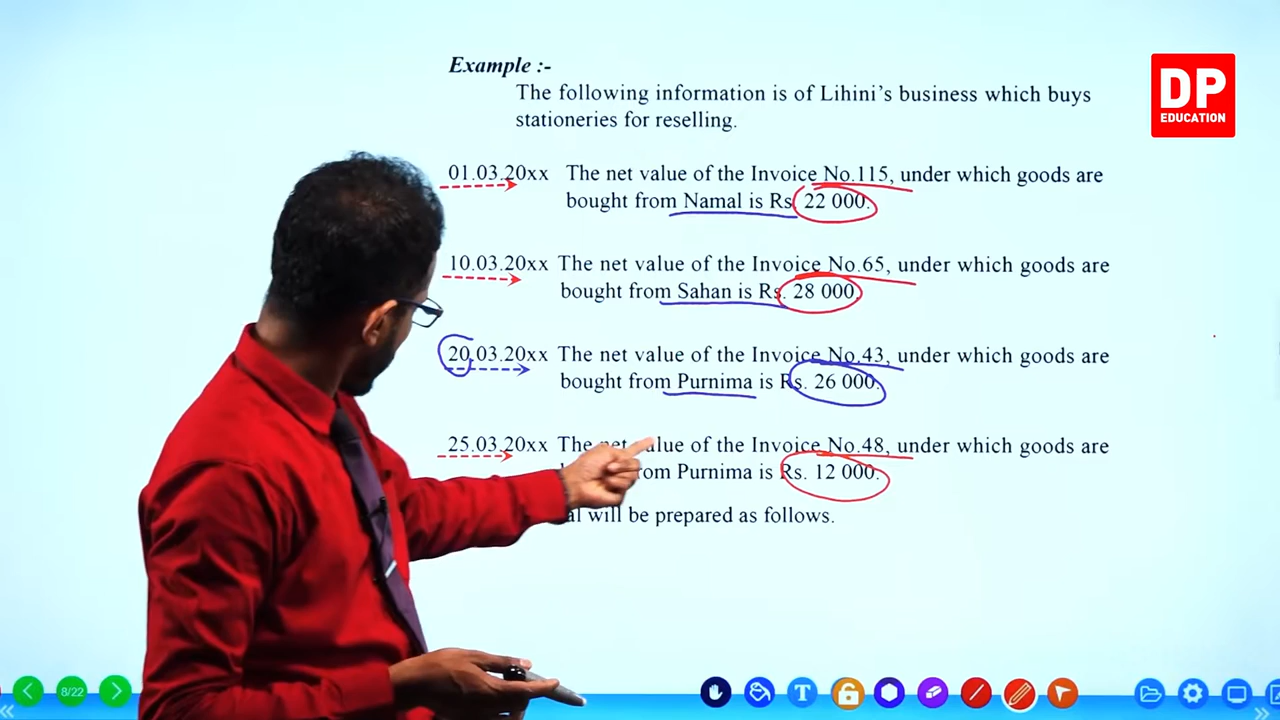 DP
EDUCATION
Example :-
The following information is of Lihini's business which buys
stationeries for reselling.
01.03.20xx The net value of the Invoice No.115, under which goods are
bought from Namal is Rs. 22 000.
10.03.20xx The net value of the Invoice No.65, under which goods are
bought from Sahan is Rs. 28 000.
20.03.20xx The net value of the Invoice No.43, under which goods are
bought from Purnima is Rs. 26 000.
25.03.20xx The net value of the Invoice No.48, under which goods are
from Purnima is Rs. 12 000.
will be prepared as follows.
8/22
T